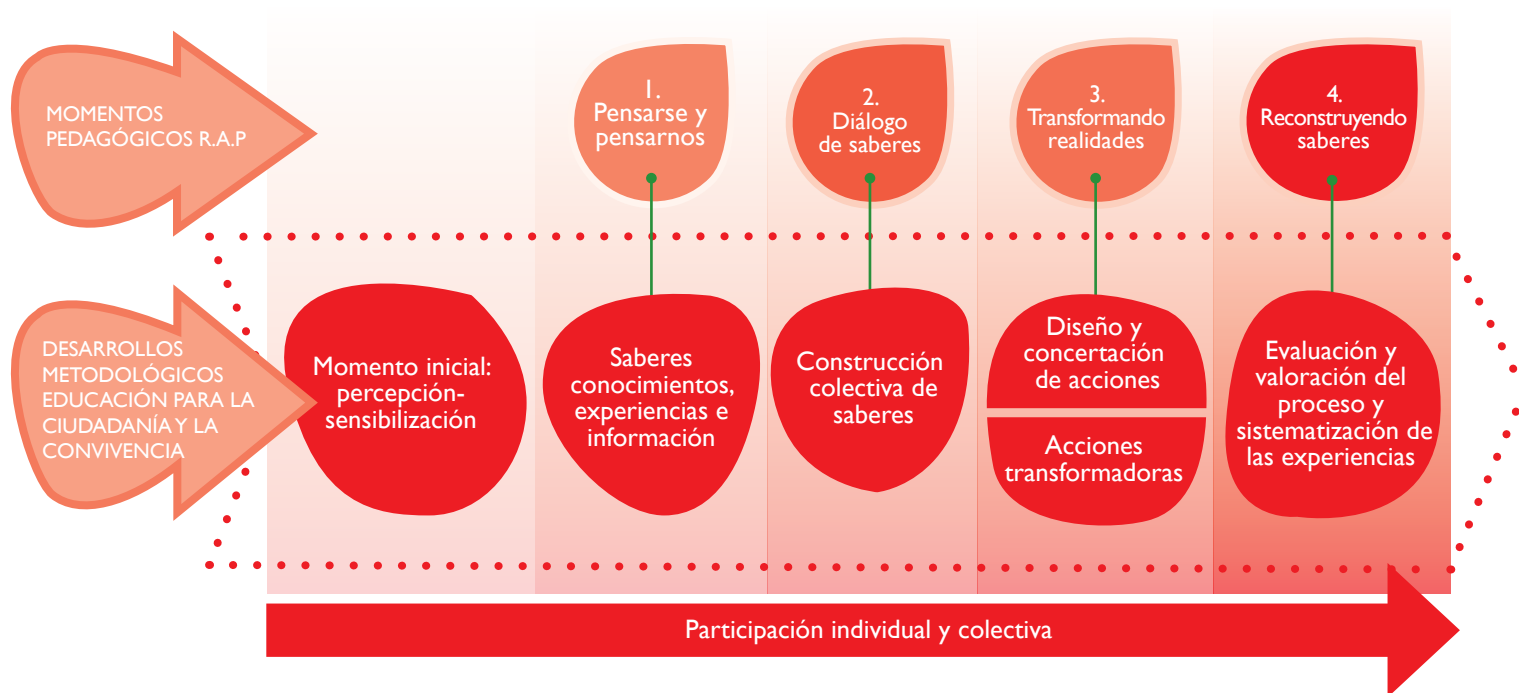 MOMENTOS
PEDAGÓGICOS R.A.P
1.
Pensarse y
pensarnos
2.
Diálogo
de saberes
3.
Transformando
realidades
4.
Reconstruyendo
saberes
DESARROLLOS
METODOLÓGICOS
EDUCACIÓN PARA LA
CIUDADANÍA Y LA
CONVIVENCIA
Momento inicial:
percepción-
sensibilización
Saberes
conocimientos,
experiencias e
información
Construcción
colectiva de
saberes
Diseño y
concertación
de acciones
Acciones
transformadoras
Evaluación y
valoración del
proceso y
sistematización de
las experiencias
Participación individual y colectiva